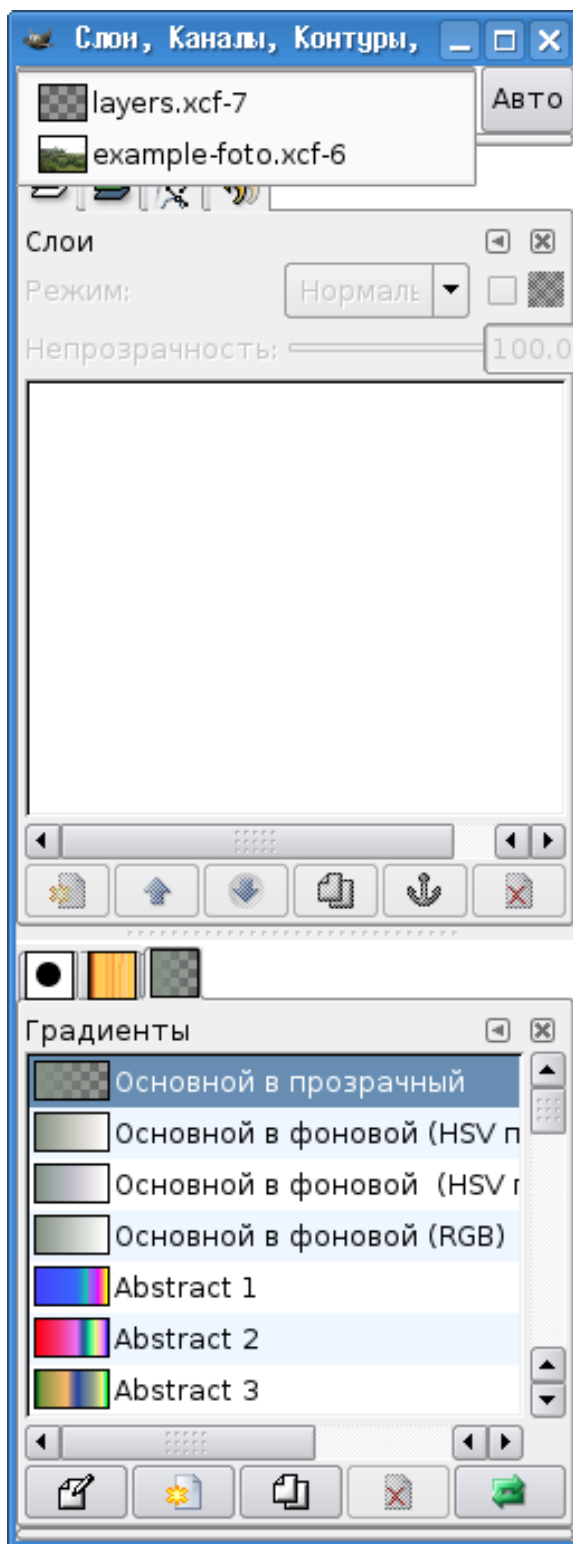 Слои, Каналы, Контуры,
layers.xcf-7
Авто
example-foto.xcf-6
Слои
Режим:
Нормаль
Непрозрачность:
100.0
Градиенты
Основной в прозрачный
Основной в фоновой (HSV п
Основной в фоновой (HSV г
Основной в фоновой (RGB)
Abstract 1
Abstract 2
Abstract 3